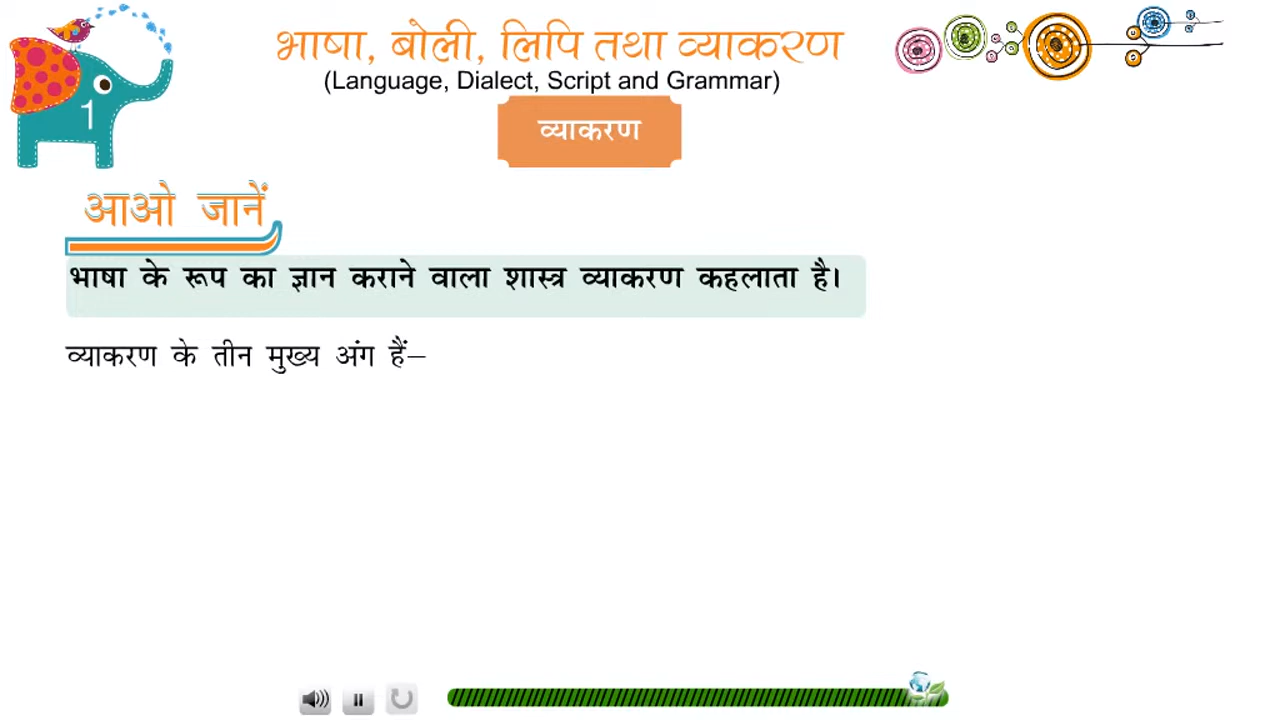 1
भाषा, बोली, लिपि तथा व्याकरण
(Language, Dialect, Script and Grammar)
व्याकरण
आओ जानें
भाषा के रूप का ज्ञान कराने वाला शास्त्र व्याकरण कहलाता है।
व्याकरण के तीन मुख्य अंग हैं–